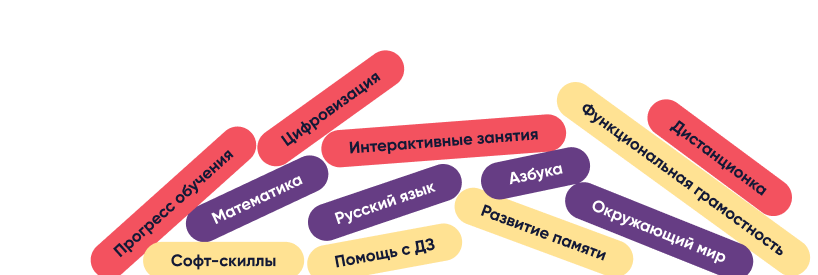 Цифровизация
Интерактивные занятия
Функциональная грамостность
Дистанционка
Прогресс обучения
Математика
Русский язык
Азбука
Окружающий мир
Развитие памяти
Софт-скиллы
Помощь с ДЗ